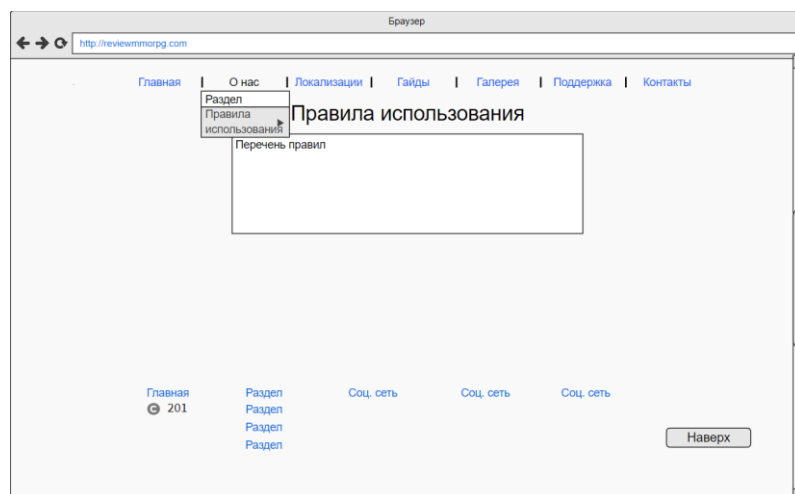 Браузер
http://reviewmmorpg.com
Главная | О нас | Локализации | Гайды | Галерея | Поддержка | Контакты
Раздел
Правила
использования
Правила использования
Перечень правил
Главная Раздел Соц. сеть Соц. сеть Соц. сеть
© 201 Раздел
Раздел
Раздел
Наверх